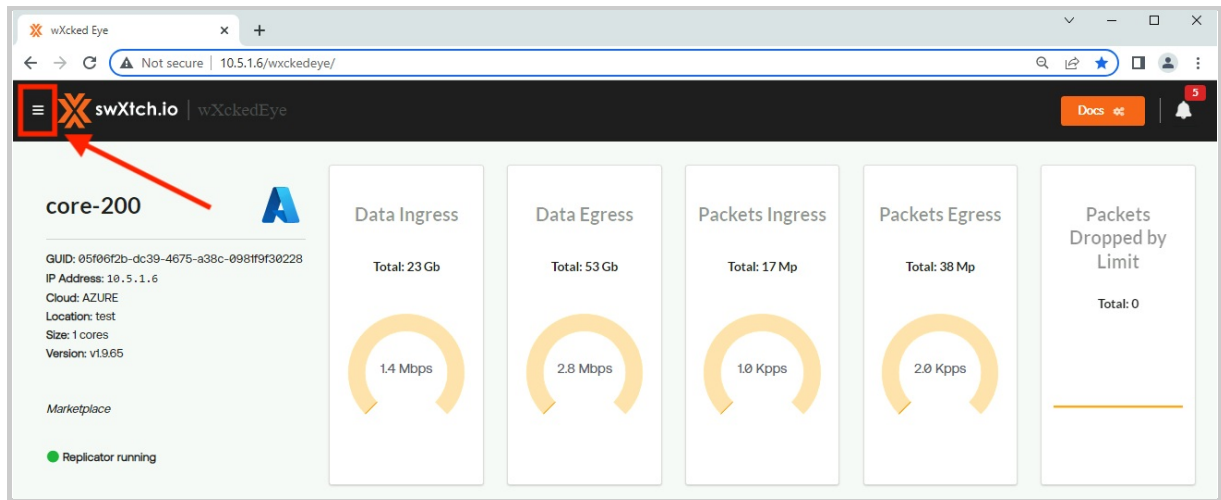 wXcked Eye
Not secure | 10.5.1.6/wxckedeye/
swXtch.io | wXckedEye
Docs
5
core-200
GUID: 05f06f2b-dc39-4675-a38c-0981f9f30228
IP Address: 10.5.1.6
Cloud: AZURE
Location: test
Size: 1 cores
Version: v1.9.65
Marketplace
Replicator running
Data Ingress
Total: 23 Gb
1.4 Mbps
Data Egress
Total: 53 Gb
2.8 Mbps
Packets Ingress
Total: 17 Mp
1.0 Kpps
Packets Egress
Total: 38 Mp
2.0 Kpps
Packets
Dropped by
Limit
Total: 0